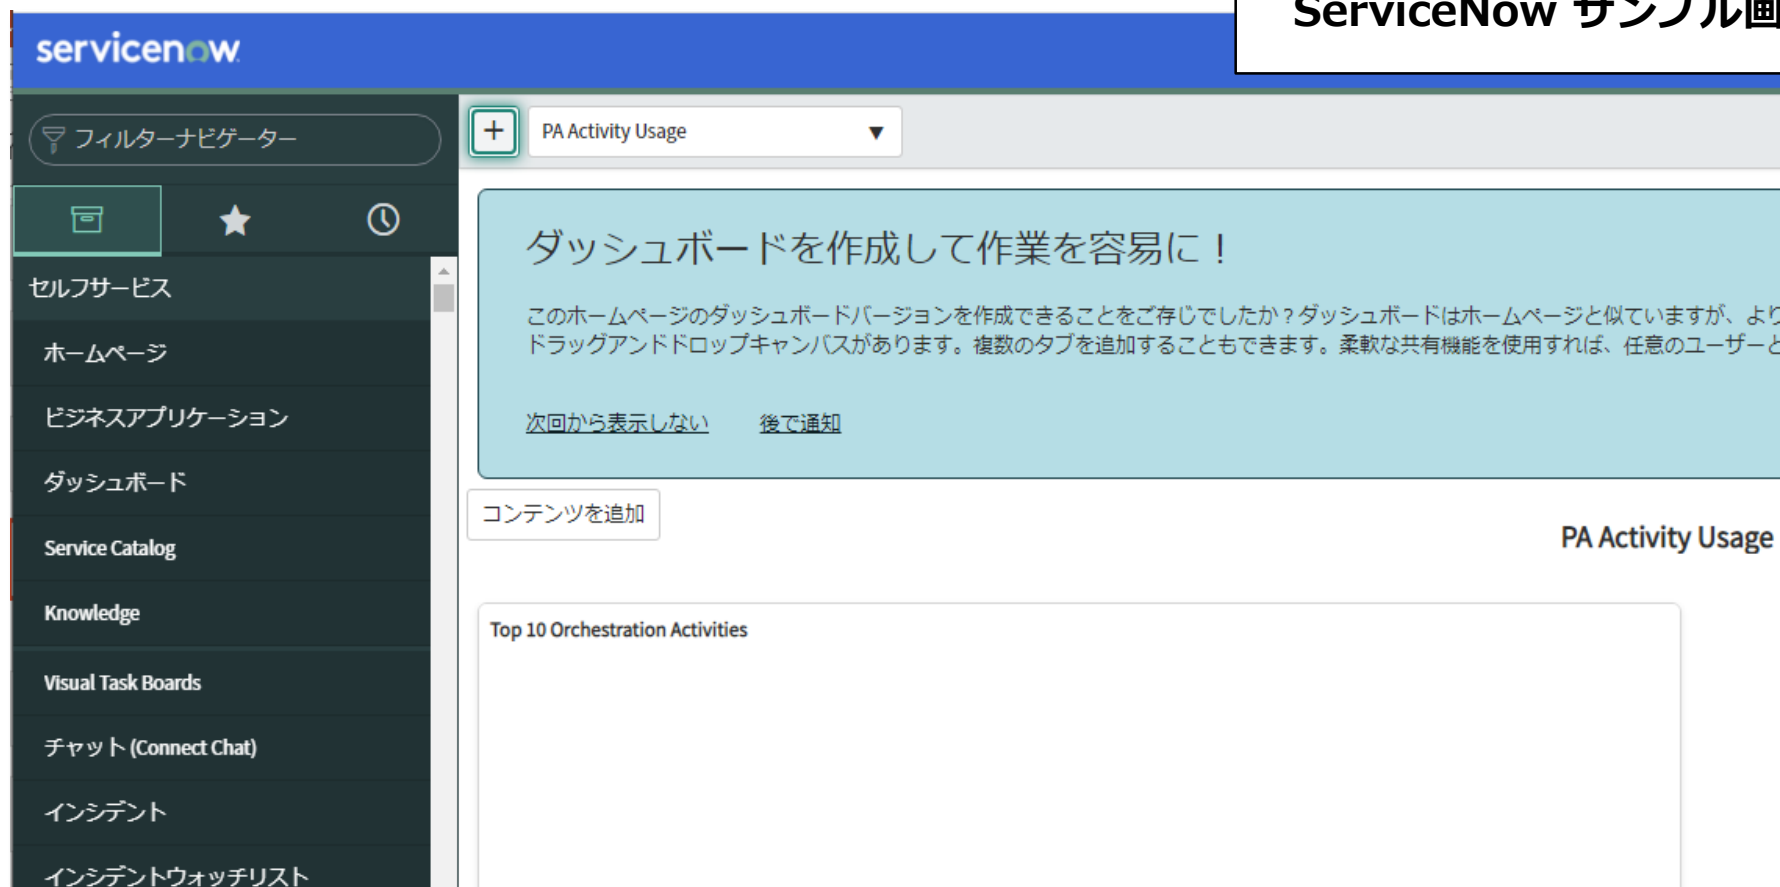 ServiceNow サンプル画
servicenow
フィルターナビゲーター
PA Activity Usage
セルフサービス
ホームページ
ビジネスアプリケーション
ダッシュボード
Service Catalog
Knowledge
Visual Task Boards
チャット (Connect Chat)
インシデント
インシデントウォッチリスト
ダッシュボードを作成して作業を容易に！
このホームページのダッシュボードバージョンを作成できることをご存じでしたか？ダッシュボードはホームページと似ていますが、より
ドラッグアンドドロップキャンバスがあります。複数のタブを追加することもできます。柔軟な共有機能を使用すれば、任意のユーザーと
次回から表示しない 後で通知
コンテンツを追加
PA Activity Usage
Top 10 Orchestration Activities